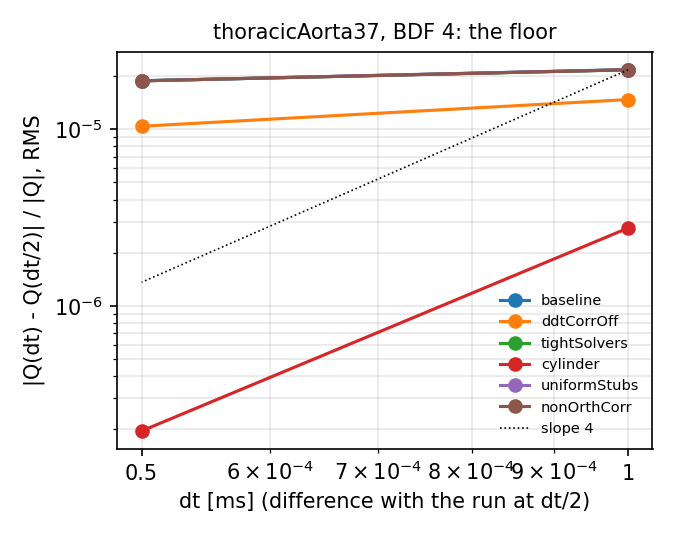 thoracicAorta37, BDF 4: the floor
|Q(dt) - Q(dt/2)| / |Q|, RMS
10⁻⁵
10⁻⁶
baseline
ddtCorrOff
tightSolvers
cylinder
uniformStubs
nonOrthCorr
slope 4
0.5 6 × 10⁻⁴ 7 × 10⁻⁴ 8 × 10⁻⁴ 9 × 10⁻⁴ 1
dt [ms] (difference with the run at dt/2)